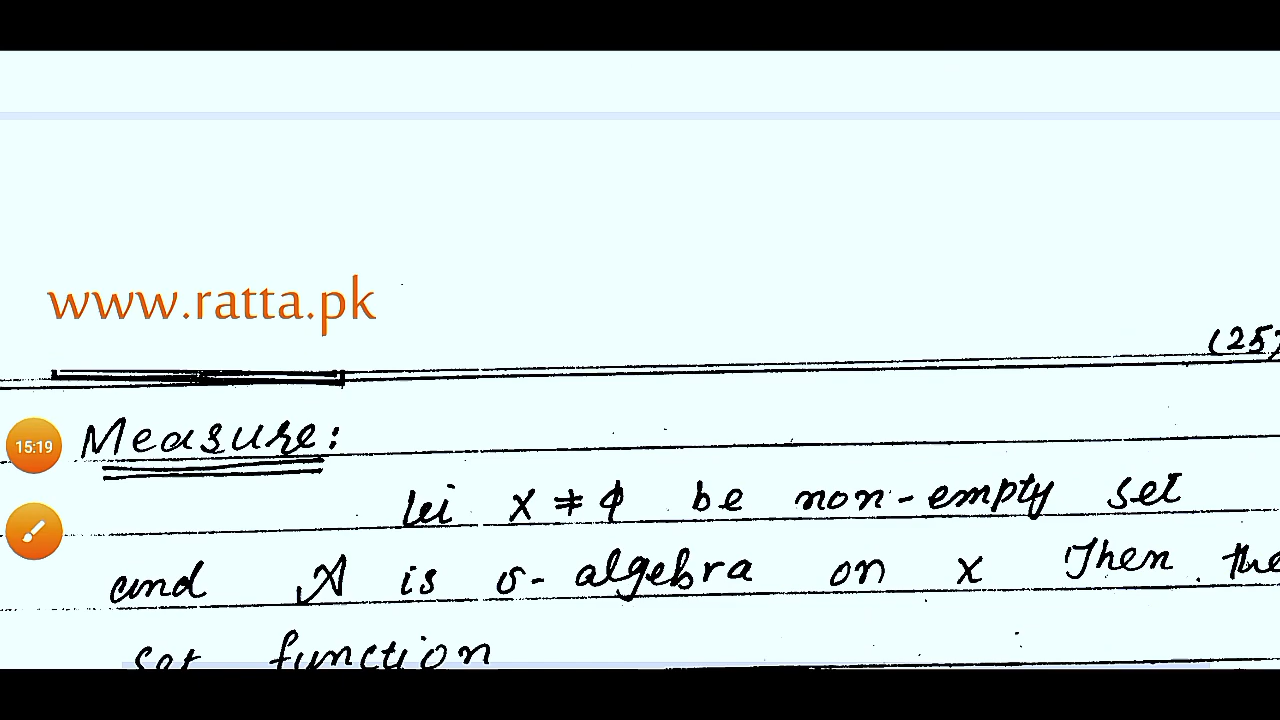 www.ratta.pk
(25)
Measure:
15:19
let X ≠ ϕ be non-empty set
and 𝒜 is σ- algebra on X Then the
set function